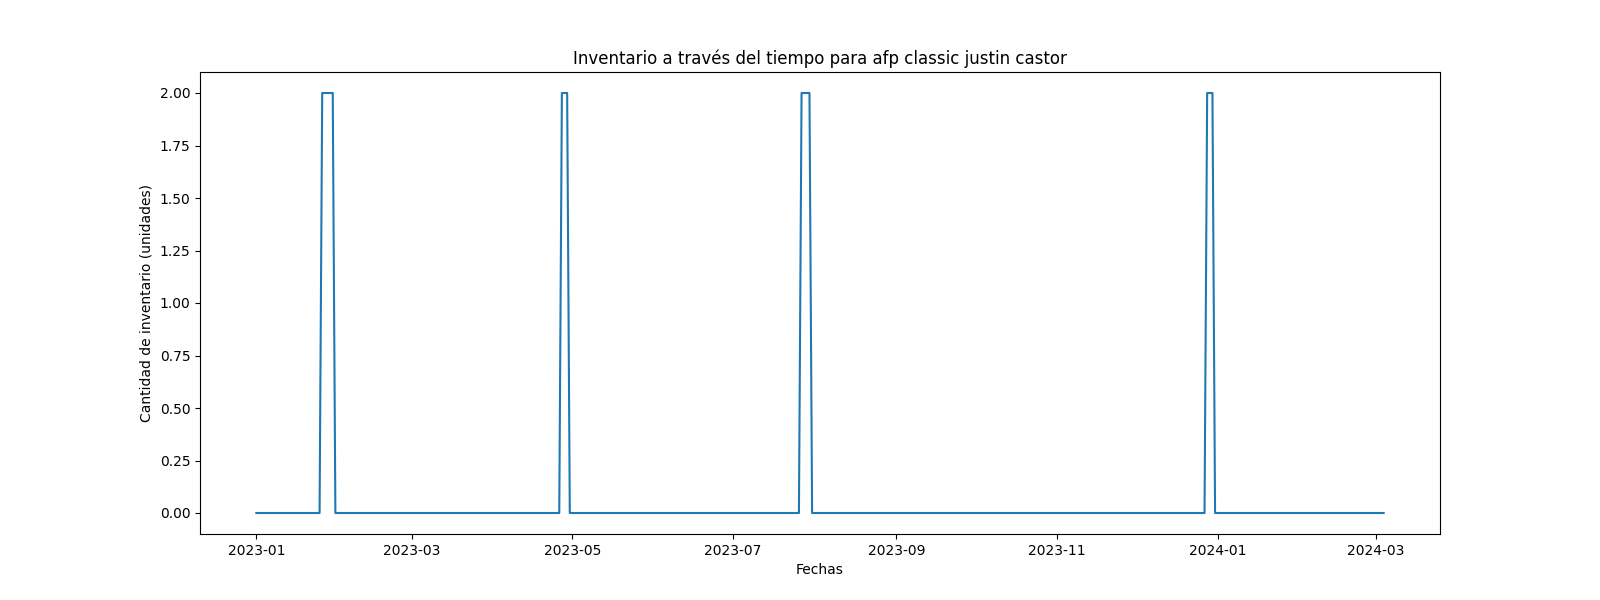 Inventario a través del tiempo para afp classic justin castor
Cantidad de inventario (unidades)
2.00
1.75
1.50
1.25
1.00
0.75
0.50
0.25
0.00
2023-01 2023-03 2023-05 2023-07 2023-09 2023-11 2024-01 2024-03
Fechas